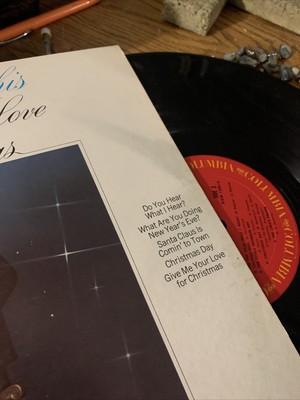 his
Love
as
Do You Hear
What I Hear?
What Are You Doing
New Year's Eve?
Santa Claus Is
Comin' to Town
Christmas Day
Give Me Your Love
for Christmas
COLUMBIA
COLUMBIA